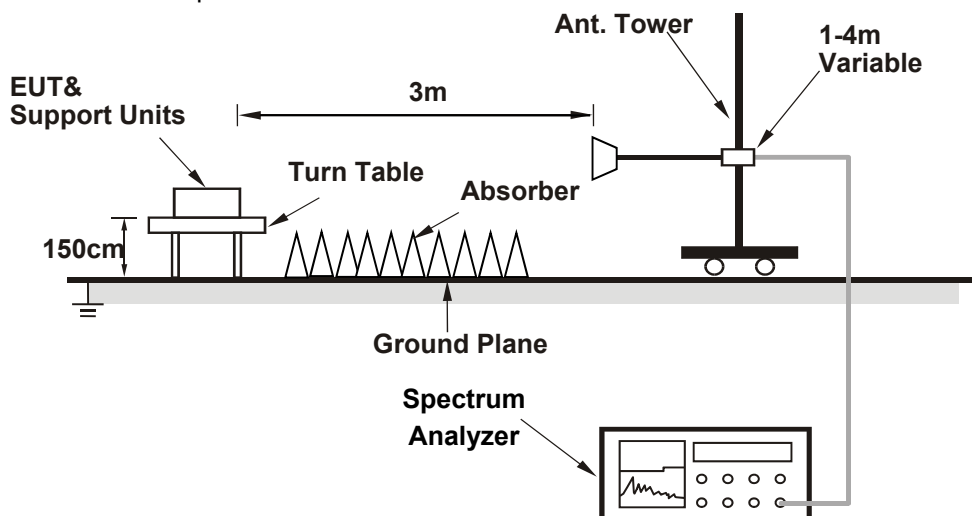 Ant. Tower
1-4m
Variable
EUT&
Support Units
3m
Turn Table
Absorber
150cm
Ground Plane
Spectrum
Analyzer